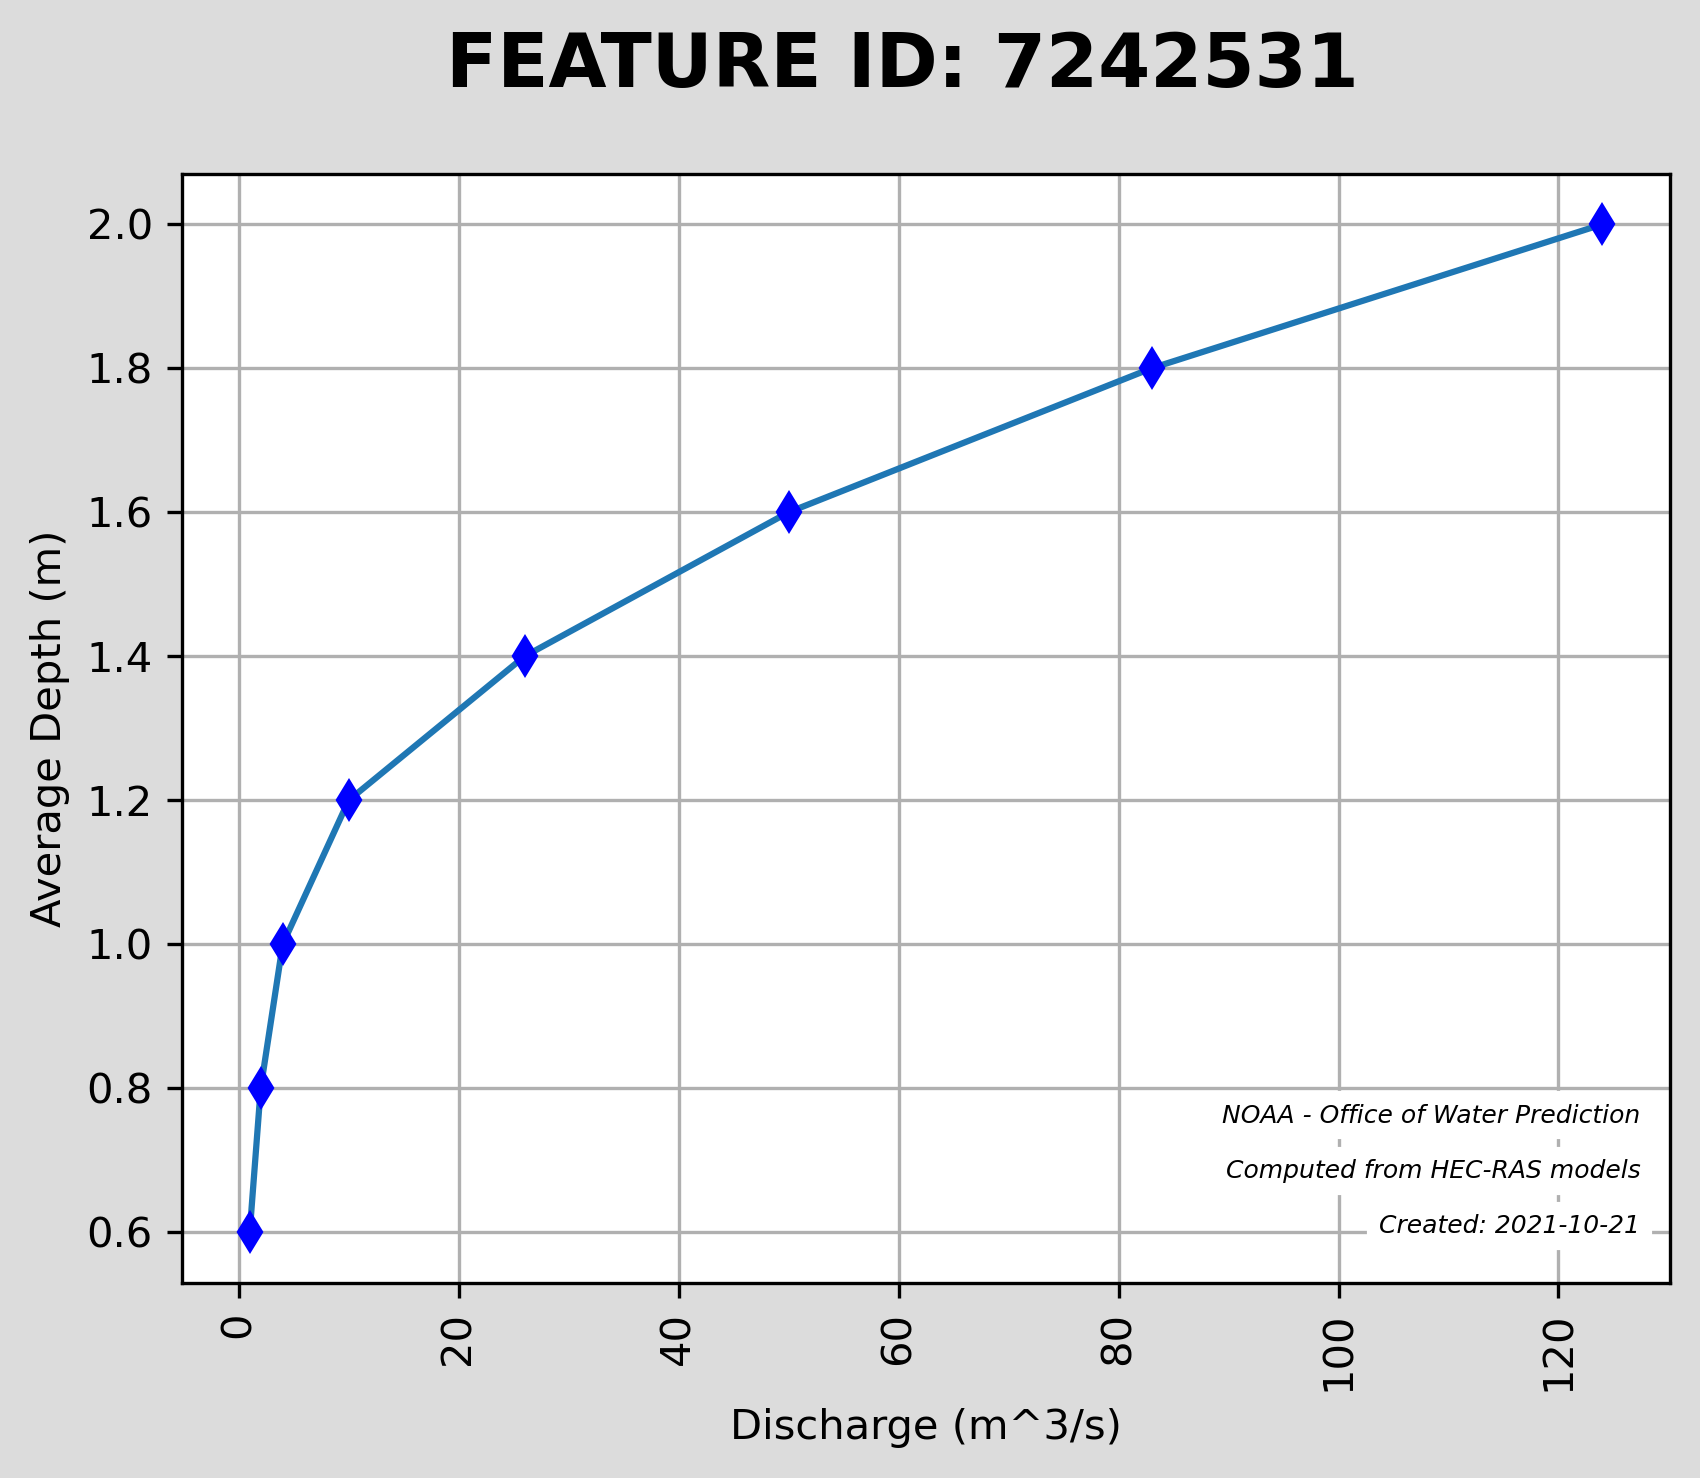 FEATURE ID: 7242531
2.0
1.8
1.6
1.4
1.2
1.0
0.8
0.6
Average Depth (m)
NOAA - Office of Water Prediction
Computed from HEC-RAS models
Created: 2021-10-21
0 20 40 60 80 100 120
Discharge (m^3/s)